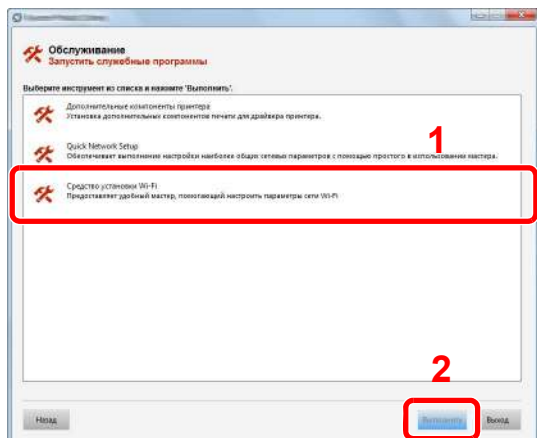 Обслуживание
Запустить служебные программы
Выберите инструмент из списка и нажмите 'Выполнить'.
Дополнительные компоненты принтера
Установка дополнительных компонентов печати для драйвера принтера.
1
Quick Network Setup
Обеспечивает выполнение настройки наиболее общих сетевых параметров с помощью простого в использовании мастера.
Средство установки Wi-Fi
Предоставляет удобный мастер, помогающий настроить параметры сети Wi-Fi
2
Назад
Выполнить
Выход